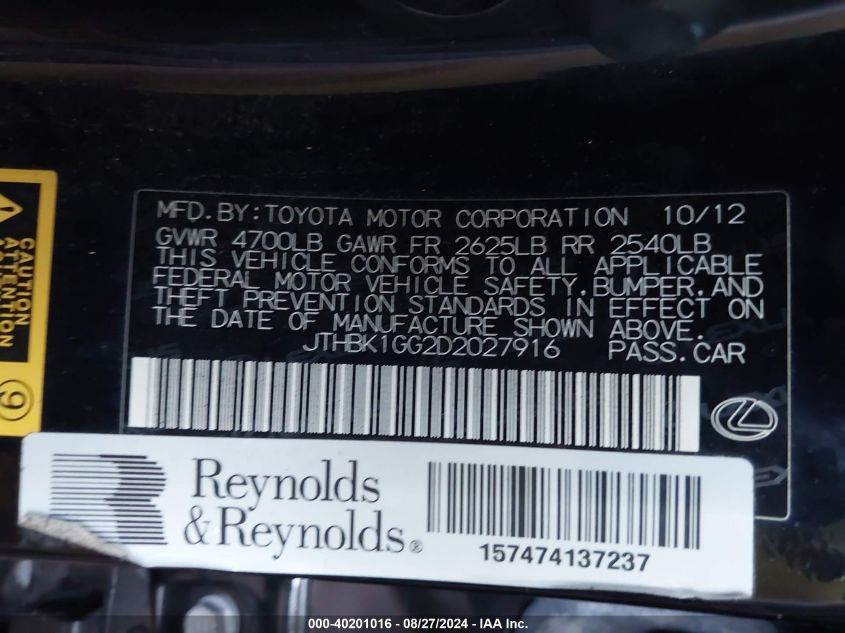 MFD.BY:TOYOTA MOTOR CORPORATION 10/12
GVWR 4700LB GAWR FR 2625LB RR 2540LB
THIS VEHICLE CONFORMS TO ALL APPLICABLE
FEDERAL MOTOR VEHICLE SAFETY,BUMPER,AND
THEFT PREVENTION STANDARDS IN EFFECT ON
THE DATE OF MANUFACTURE SHOWN ABOVE.
JTHBK1GG2D2027916 PASS.CAR
CAUTION
ATTENTION
9
Reynolds
&Reynolds®
157474137237
000-40201016 - 08/27/2024 - IAA Inc.